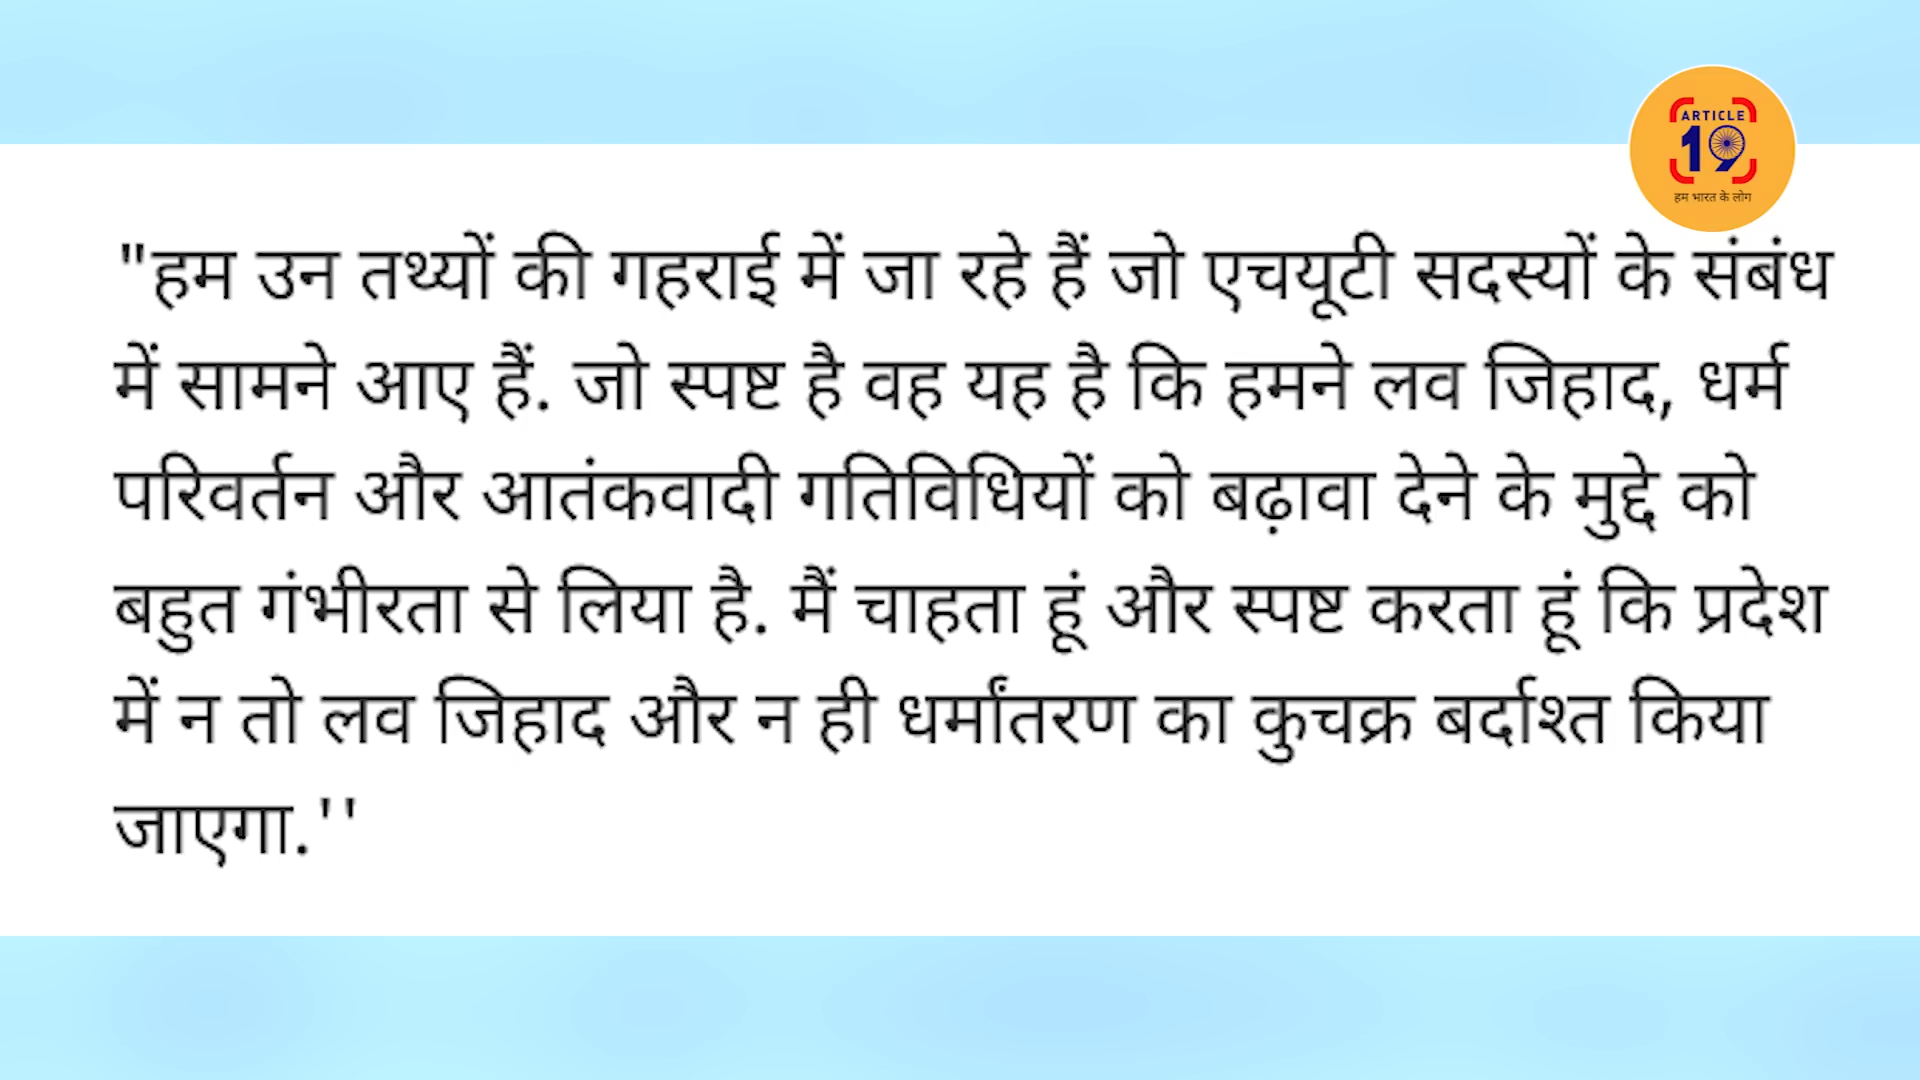 ARTICLE
19
हम भारत के लोग
"हम उन तथ्यों की गहराई में जा रहे हैं जो एचयूटी सदस्यों के संबंध
में सामने आए हैं. जो स्पष्ट है वह यह है कि हमने लव जिहाद, धर्म
परिवर्तन और आतंकवादी गतिविधियों को बढ़ावा देने के मुद्दे को
बहुत गंभीरता से लिया है. मैं चाहता हूं और स्पष्ट करता हूं कि प्रदेश
में न तो लव जिहाद और न ही धर्मांतरण का कुचक्र बर्दाश्त किया
जाएगा.''